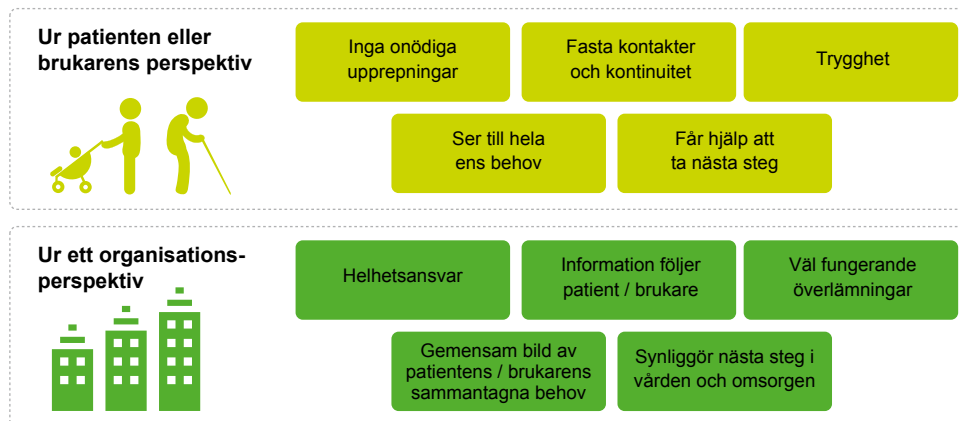 Ur patienten eller
brukarens perspektiv
Inga onödiga
upprepningar
Fasta kontakter
och kontinuitet
Trygghet
Ser till hela
ens behov
Får hjälp att
ta nästa steg
Ur ett organisations-
perspektiv
Helhetsansvar
Information följer
patient / brukare
Väl fungerande
överlämningar
Gemensam bild av
patientens / brukarens
sammantagna behov
Synliggör nästa steg i
vården och omsorgen